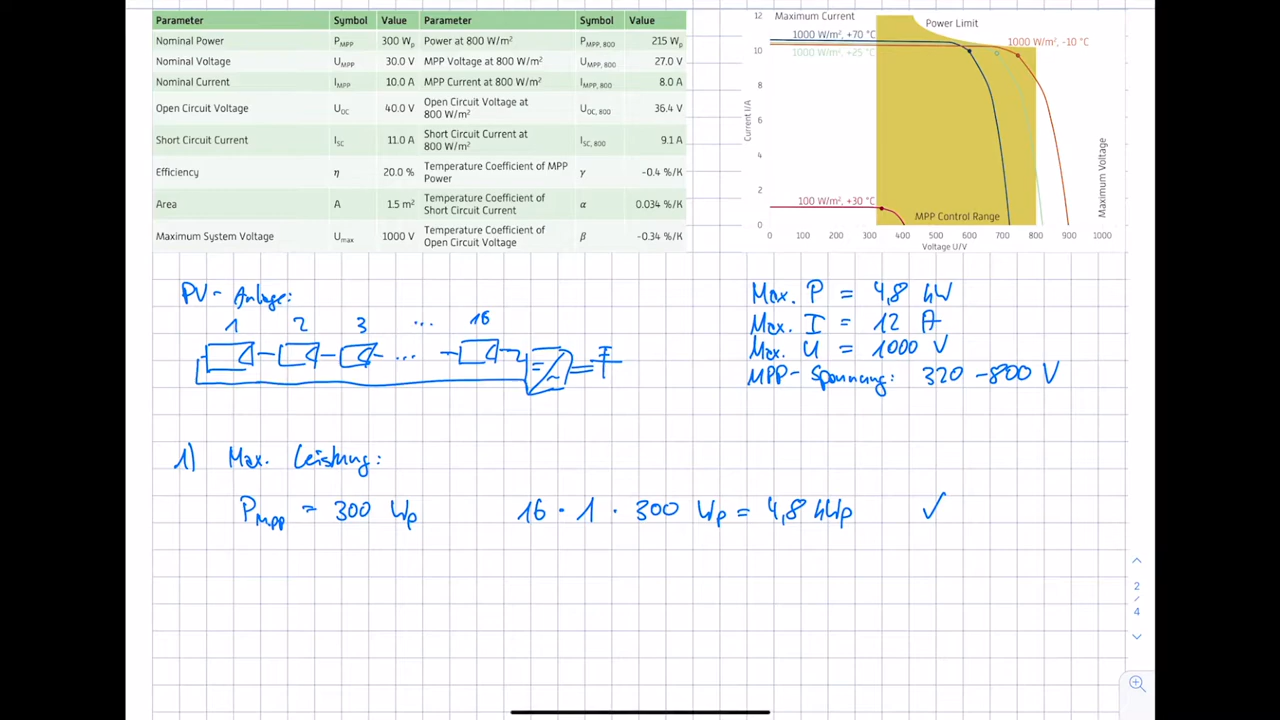 Parameter Symbol Value Parameter Symbol Value
Nominal Power P_MPP 300 W_p Power at 800 W/m² P_MPP, 800 215 W_p
Nominal Voltage U_MPP 30.0 V MPP Voltage at 800 W/m² U_MPP, 800 27.0 V
Nominal Current I_MPP 10.0 A MPP Current at 800 W/m² I_MPP, 800 8.0 A
Open Circuit Voltage U_OC 40.0 V Open Circuit Voltage at 800 W/m² U_OC, 800 36.4 V
Short Circuit Current I_SC 11.0 A Short Circuit Current at 800 W/m² I_SC, 800 9.1 A
Efficiency η 20.0 % Temperature Coefficient of MPP Power γ -0.4 %/K
Area A 1.5 m² Temperature Coefficient of Short Circuit Current α 0.034 %/K
Maximum System Voltage U_max 1000 V Temperature Coefficient of Open Circuit Voltage β -0.34 %/K
Maximum Current
Power Limit
1000 W/m², +70 °C
1000 W/m², -10 °C
1000 W/m², +25 °C
100 W/m², +30 °C
MPP Control Range
Maximum Voltage
Current I/A
12
10
8
6
4
2
0
0 100 200 300 400 500 600 700 800 900 1000
Voltage U/V
PV-Anlage:
1 2 3 ... 16
...
= ~
Max. P = 4,8 kW
Max. I = 12 A
Max. U = 1000 V
MPP-Spannung: 320 - 800 V
1) Max. Leistung:
P_MPP = 300 Wp 16 · 1 · 300 Wp = 4,8 kWp ✓
2
/
4